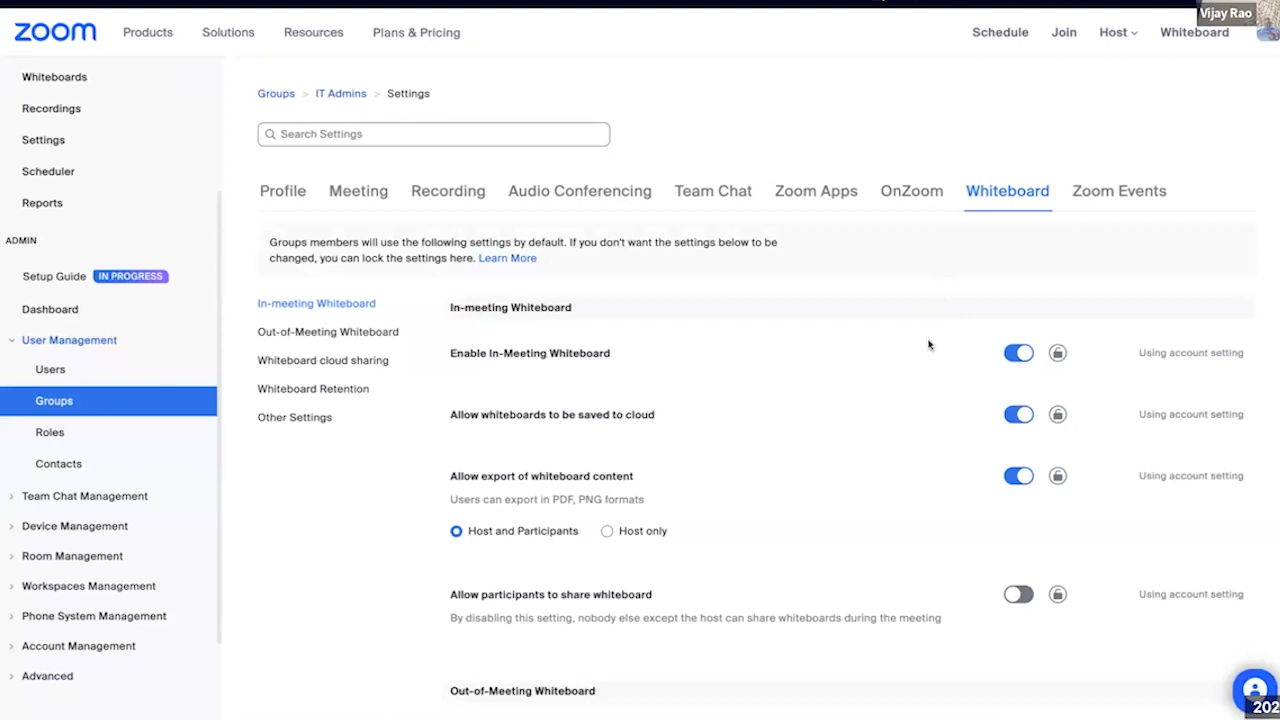 Vijay Rao
zoom Products Solutions Resources Plans & Pricing Schedule Join Host Whiteboard
Whiteboards
Recordings
Settings
Scheduler
Reports
ADMIN
Setup Guide IN PROGRESS
Dashboard
User Management
Users
Groups
Roles
Contacts
Team Chat Management
Device Management
Room Management
Workspaces Management
Phone System Management
Account Management
Advanced
Groups > IT Admins > Settings
Search Settings
Profile Meeting Recording Audio Conferencing Team Chat Zoom Apps OnZoom Whiteboard Zoom Events
Groups members will use the following settings by default. If you don't want the settings below to be
changed, you can lock the settings here. Learn More
In-meeting Whiteboard
Out-of-Meeting Whiteboard
Whiteboard cloud sharing
Whiteboard Retention
Other Settings
In-meeting Whiteboard
Enable In-Meeting Whiteboard Using account setting
Allow whiteboards to be saved to cloud Using account setting
Allow export of whiteboard content Using account setting
Users can export in PDF, PNG formats
Host and Participants Host only
Allow participants to share whiteboard Using account setting
By disabling this setting, nobody else except the host can share whiteboards during the meeting
Out-of-Meeting Whiteboard
202